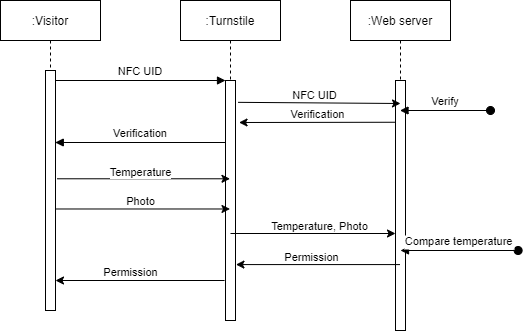 :Visitor
:Turnstile
:Web server
NFC UID
NFC UID
Verify
Verification
Verification
Temperature
Photo
Temperature, Photo
Compare temperature
Permission
Permission